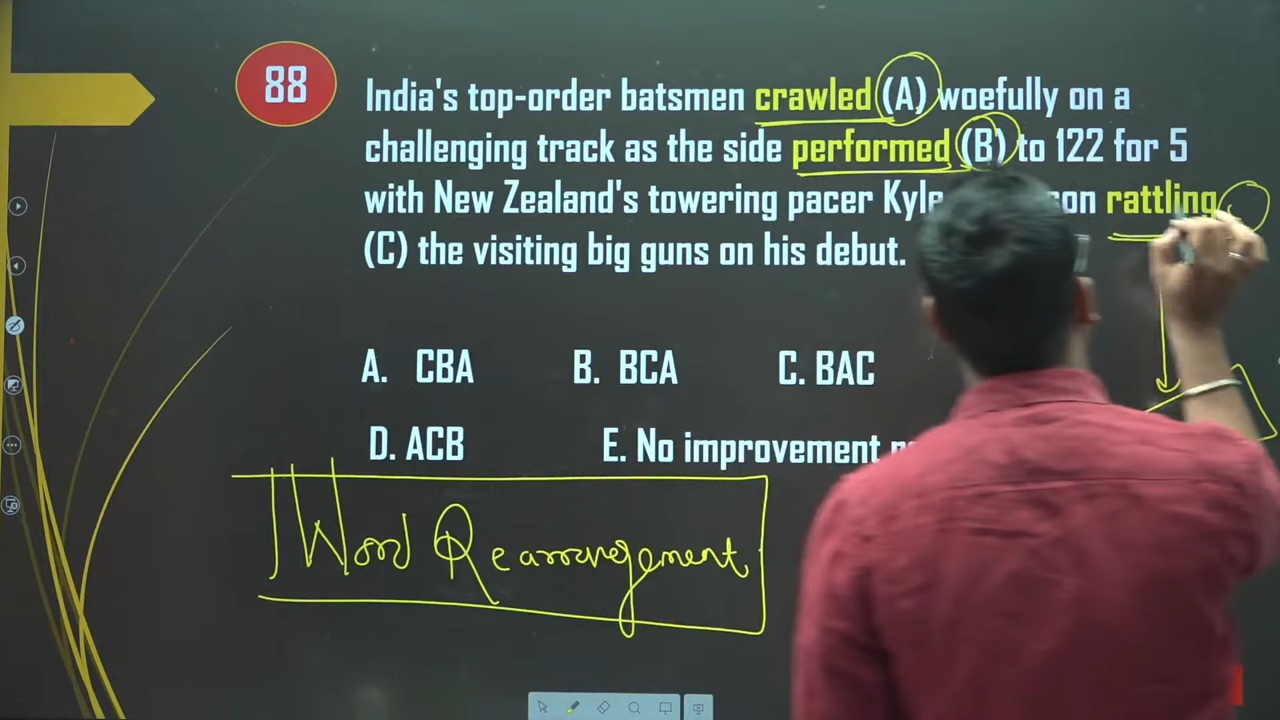 88
India's top-order batsmen crawled (A) woefully on a
challenging track as the side performed (B) to 122 for 5
with New Zealand's towering pacer Kyle rattling
(C) the visiting big guns on his debut.
A. CBA B. BCA C. BAC
D. ACB E. No improvement
Word Rearrangement